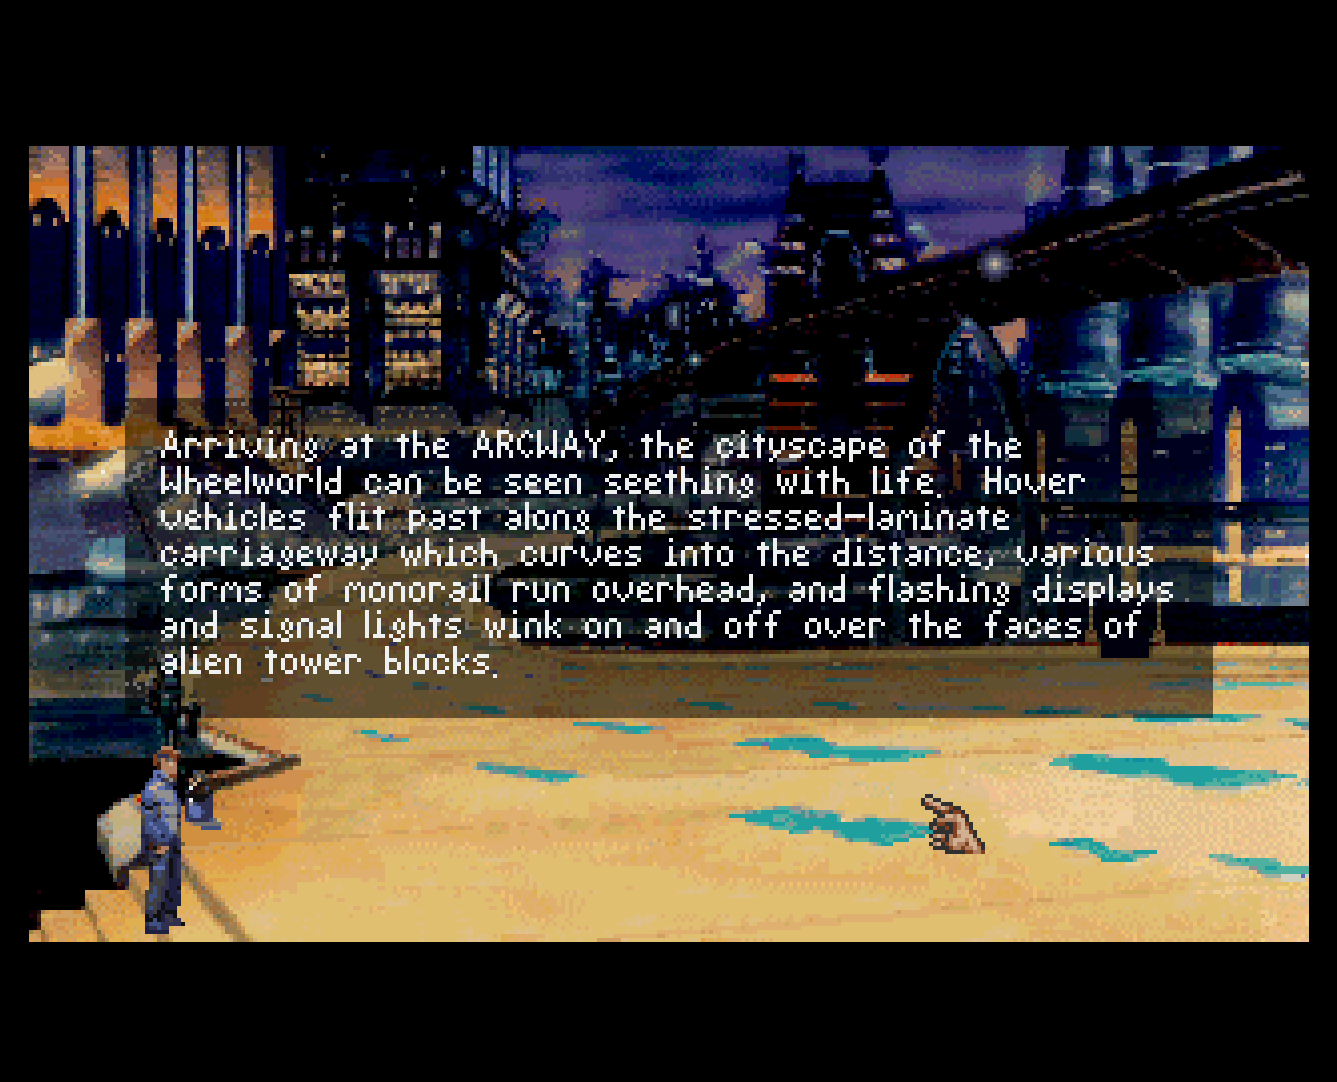 Arriving at the ARCWAY, the cityscape of the
Wheelworld can be seen seething with life.  Hover
vehicles flit past along the stressed-laminate
carriageway which curves into the distance, various
forms of monorail run overhead, and flashing displays
and signal lights wink on and off over the faces of
alien tower blocks.